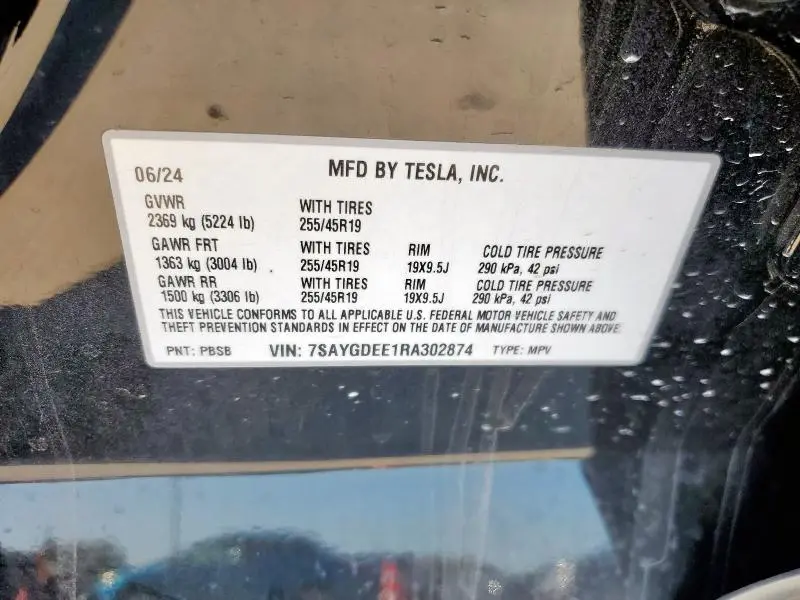 06/24 MFD BY TESLA, INC.
GVWR
2369 kg (5224 lb) WITH TIRES 255/45R19
GAWR FRT WITH TIRES RIM COLD TIRE PRESSURE
1363 kg (3004 lb) 255/45R19 19X9.5J 290 kPa, 42 psi
GAWR RR WITH TIRES RIM COLD TIRE PRESSURE
1500 kg (3306 lb) 255/45R19 19X9.5J 290 kPa, 42 psi
THIS VEHICLE CONFORMS TO ALL APPLICABLE U.S. FEDERAL MOTOR VEHICLE SAFETY AND
THEFT PREVENTION STANDARDS IN EFFECT ON THE DATE OF MANUFACTURE SHOWN ABOVE.
PNT: PBSB VIN: 7SAYGDEE1RA302874 TYPE: MPV